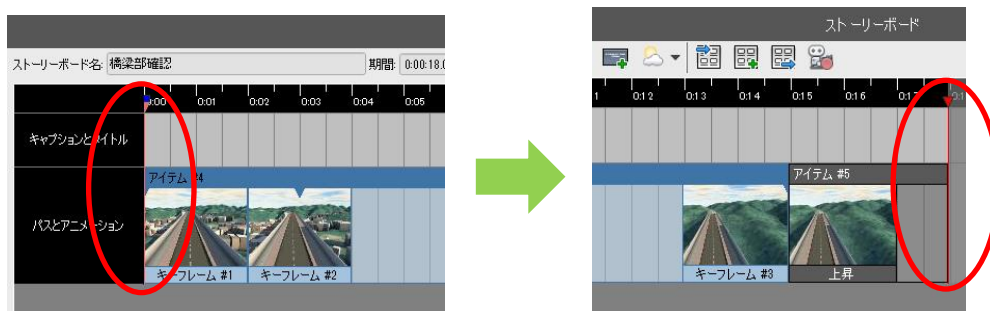 ストーリーボード名: 橋梁部確認 期間: 0:00:18.0
0:00 0:01 0:02 0:03 0:04 0:05
キャプションとタイトル
アイテム #4
パスとアニメーション
キーフレーム #1 キーフレーム #2
ストーリーボード
1 0:12 0:13 0:14 0:15 0:16 0:17 0:1
アイテム #5
キーフレーム #3 上昇